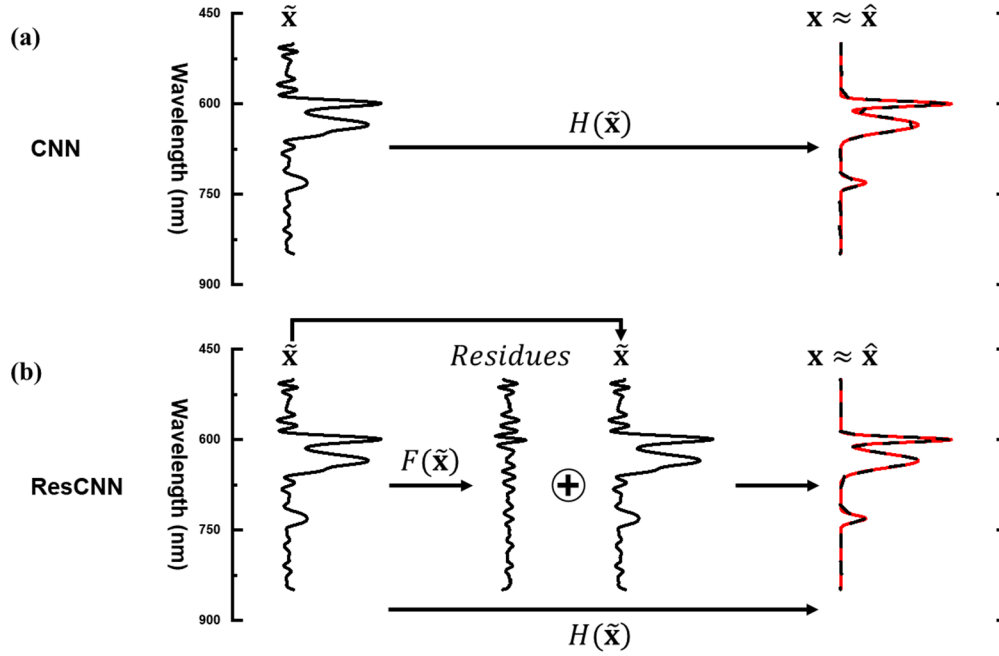 (a)
CNN
Wavelength (nm)
450
600
750
900
x̃
H(x̃)
x ≈ x̂
(b)
ResCNN
Wavelength (nm)
450
600
750
900
x̃
F(x̃)
Residues
+
x̃
x ≈ x̂
H(x̃)